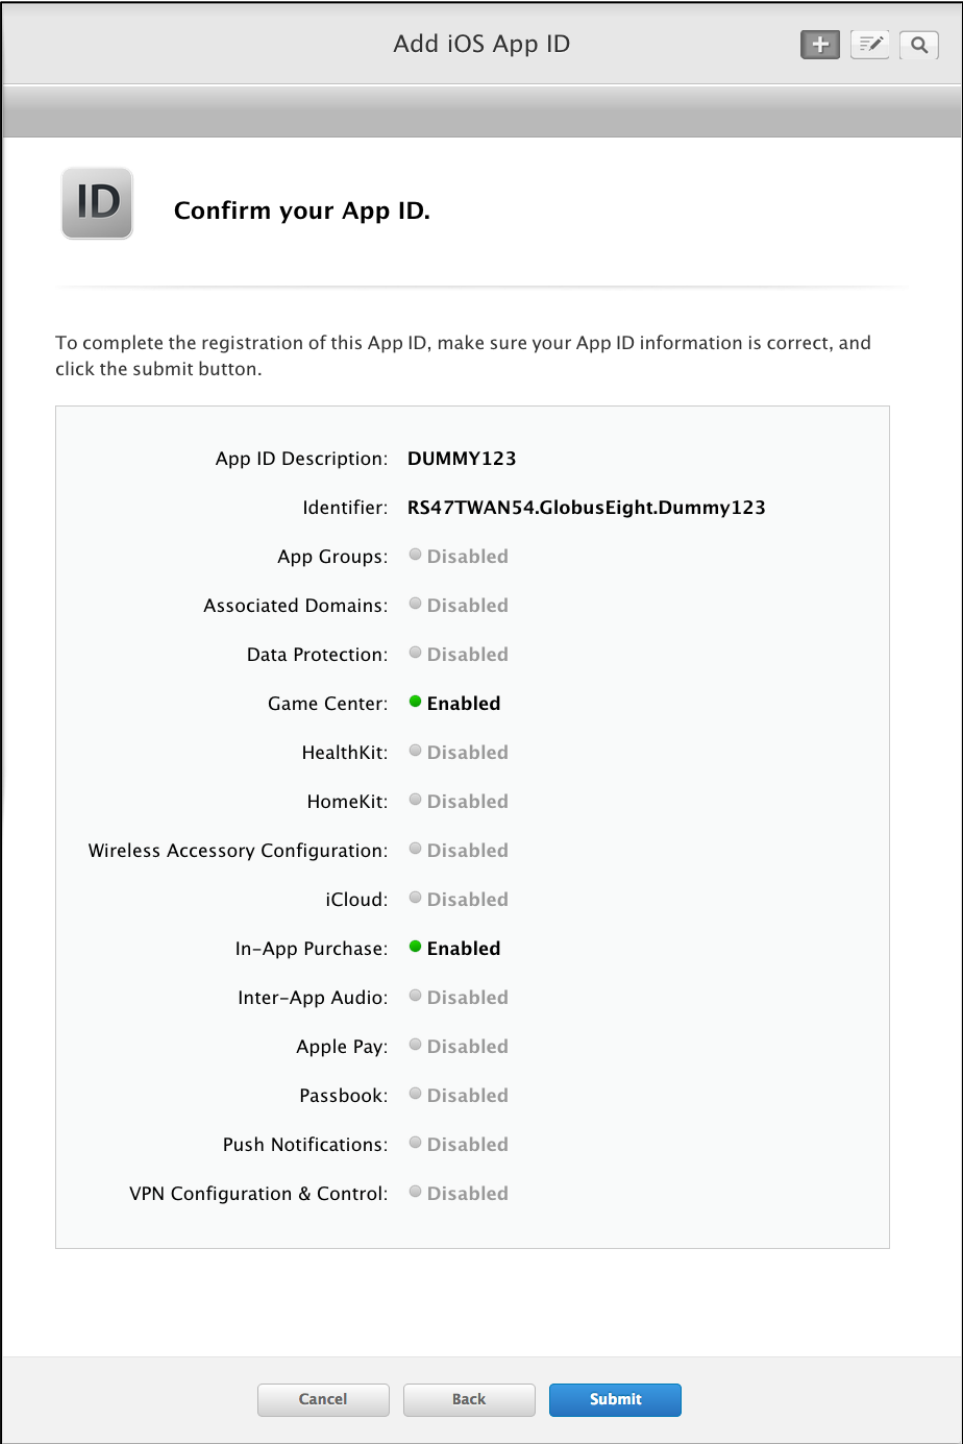 Add iOS App ID
ID
Confirm your App ID.
To complete the registration of this App ID, make sure your App ID information is correct, and
click the submit button.
App ID Description: DUMMY123
Identifier: RS47TWAN54.GlobusEight.Dummy123
App Groups: Disabled
Associated Domains: Disabled
Data Protection: Disabled
Game Center: Enabled
HealthKit: Disabled
HomeKit: Disabled
Wireless Accessory Configuration: Disabled
iCloud: Disabled
In-App Purchase: Enabled
Inter-App Audio: Disabled
Apple Pay: Disabled
Passbook: Disabled
Push Notifications: Disabled
VPN Configuration & Control: Disabled
Cancel Back Submit